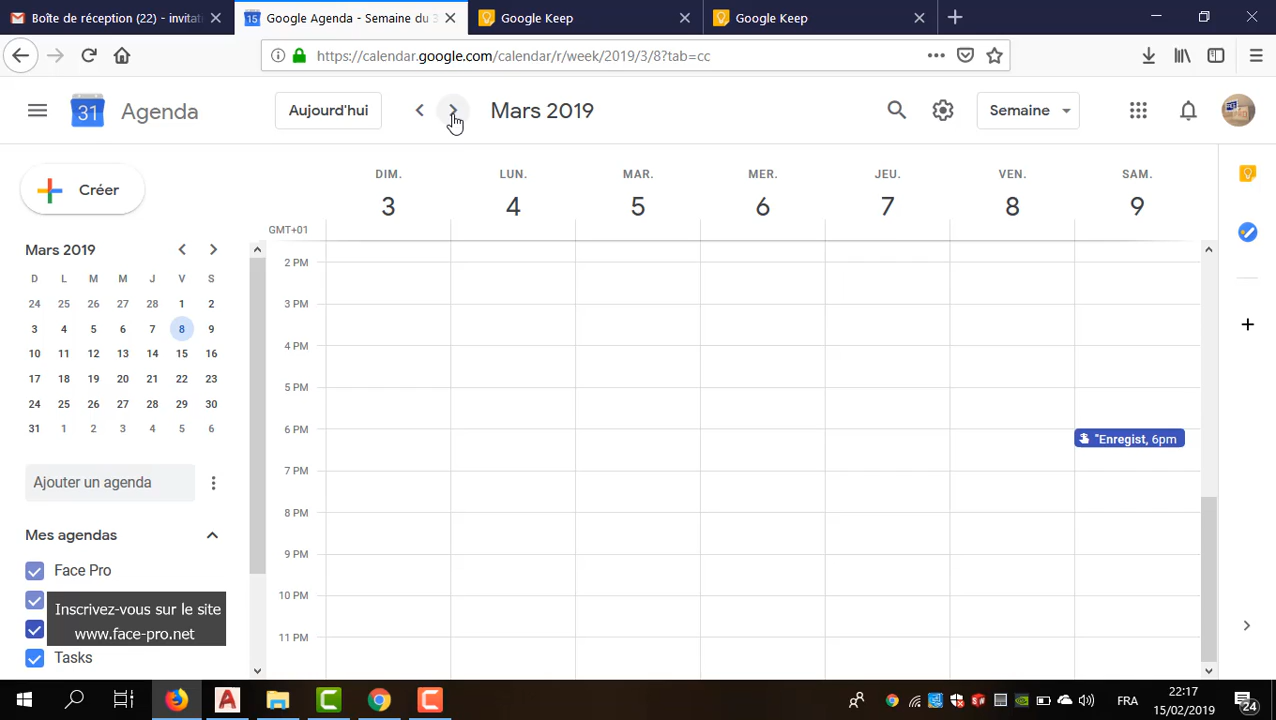 Boîte de réception (22) - invitat
Google Agenda - Semaine du 3
Google Keep
Google Keep
https://calendar.google.com/calendar/r/week/2019/3/8?tab=cc
31
Agenda
Aujourd'hui
Mars 2019
Semaine
Créer
DIM. LUN. MAR. MER. JEU. VEN. SAM.
3 4 5 6 7 8 9
GMT+01
Mars 2019
D L M M J V S
24 25 26 27 28 1 2
3 4 5 6 7 8 9
10 11 12 13 14 15 16
17 18 19 20 21 22 23
24 25 26 27 28 29 30
31 1 2 3 4 5 6
Ajouter un agenda
Mes agendas
Face Pro
Inscrivez-vous sur le site
www.face-pro.net
Tasks
2 PM
3 PM
4 PM
5 PM
6 PM
"Enregist, 6pm
7 PM
8 PM
9 PM
10 PM
11 PM
FRA
22:17
15/02/2019
24